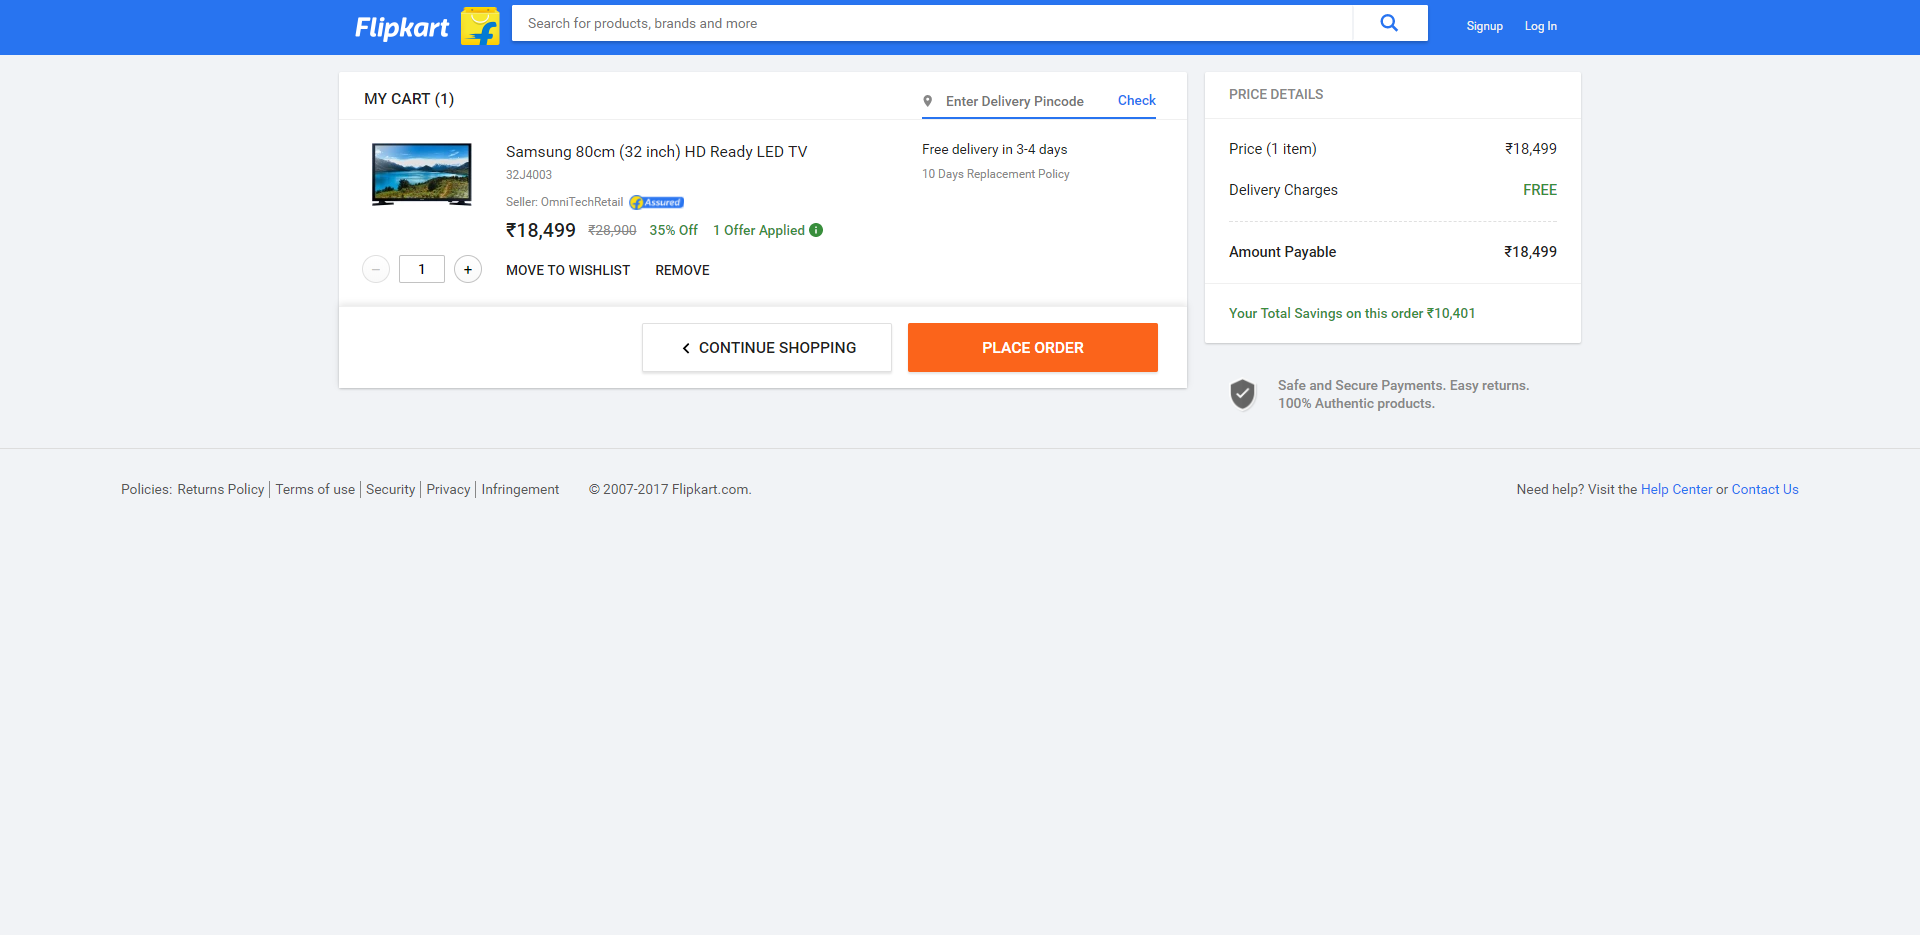 Flipkart
Search for products, brands and more
Signup
Log In
MY CART (1)
Enter Delivery Pincode
Check
Samsung 80cm (32 inch) HD Ready LED TV
32J4003
Seller: OmniTechRetail
Assured
₹18,499 ₹28,900 35% Off 1 Offer Applied
Free delivery in 3-4 days
10 Days Replacement Policy
1
MOVE TO WISHLIST REMOVE
CONTINUE SHOPPING
PLACE ORDER
PRICE DETAILS
Price (1 item) ₹18,499
Delivery Charges FREE
Amount Payable ₹18,499
Your Total Savings on this order ₹10,401
Safe and Secure Payments. Easy returns.
100% Authentic products.
Policies: Returns Policy | Terms of use | Security | Privacy | Infringement © 2007-2017 Flipkart.com.
Need help? Visit the Help Center or Contact Us